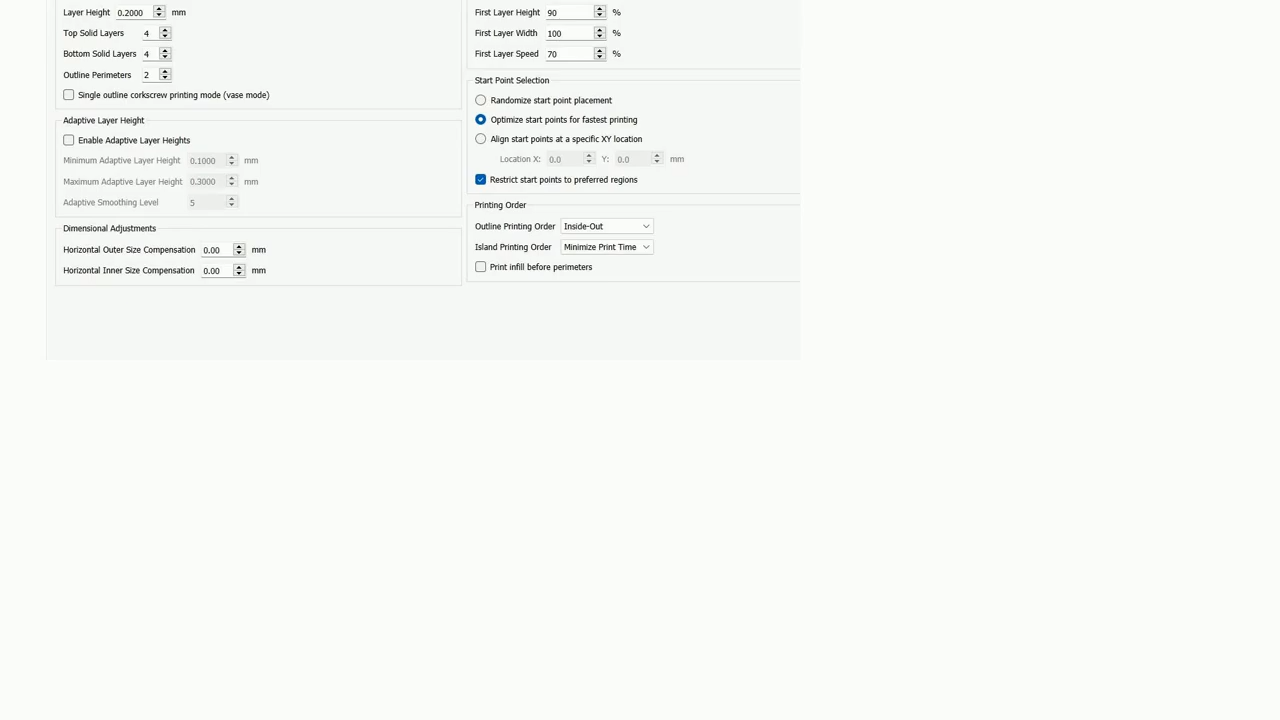 Layer Height 0.2000 mm
Top Solid Layers 4
Bottom Solid Layers 4
Outline Perimeters 2
Single outline corkscrew printing mode (vase mode)
Adaptive Layer Height
Enable Adaptive Layer Heights
Minimum Adaptive Layer Height 0.1000 mm
Maximum Adaptive Layer Height 0.3000 mm
Adaptive Smoothing Level 5
Dimensional Adjustments
Horizontal Outer Size Compensation 0.00 mm
Horizontal Inner Size Compensation 0.00 mm
First Layer Height 90 %
First Layer Width 100 %
First Layer Speed 70 %
Start Point Selection
Randomize start point placement
Optimize start points for fastest printing
Align start points at a specific XY location
Location X: 0.0 Y: 0.0 mm
Restrict start points to preferred regions
Printing Order
Outline Printing Order Inside-Out
Island Printing Order Minimize Print Time
Print infill before perimeters